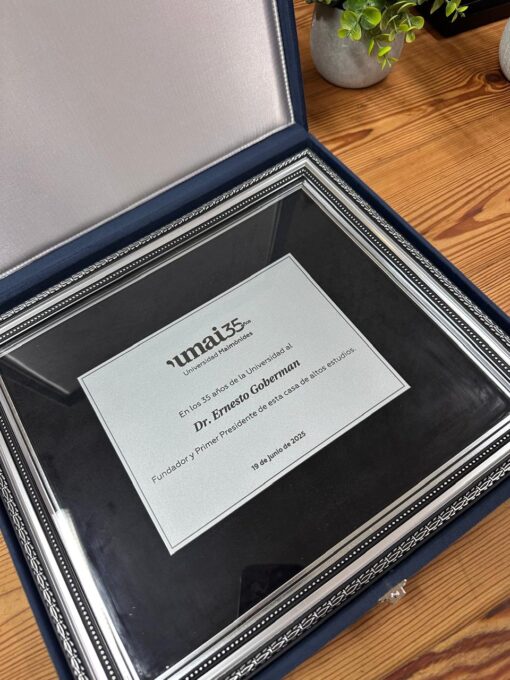 umai35 años
Universidad Maimónides
En los 35 años de la Universidad al
Dr. Ernesto Goberman
Fundador y Primer Presidente de esta casa de altos estudios.
19 de junio de 2025